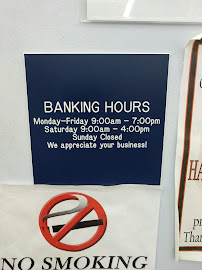 BANKING HOURS
Monday-Friday 9:00am - 7:00pm
Saturday 9:00am - 4:00pm
Sunday Closed
We appreciate your business!
NO SMOKING